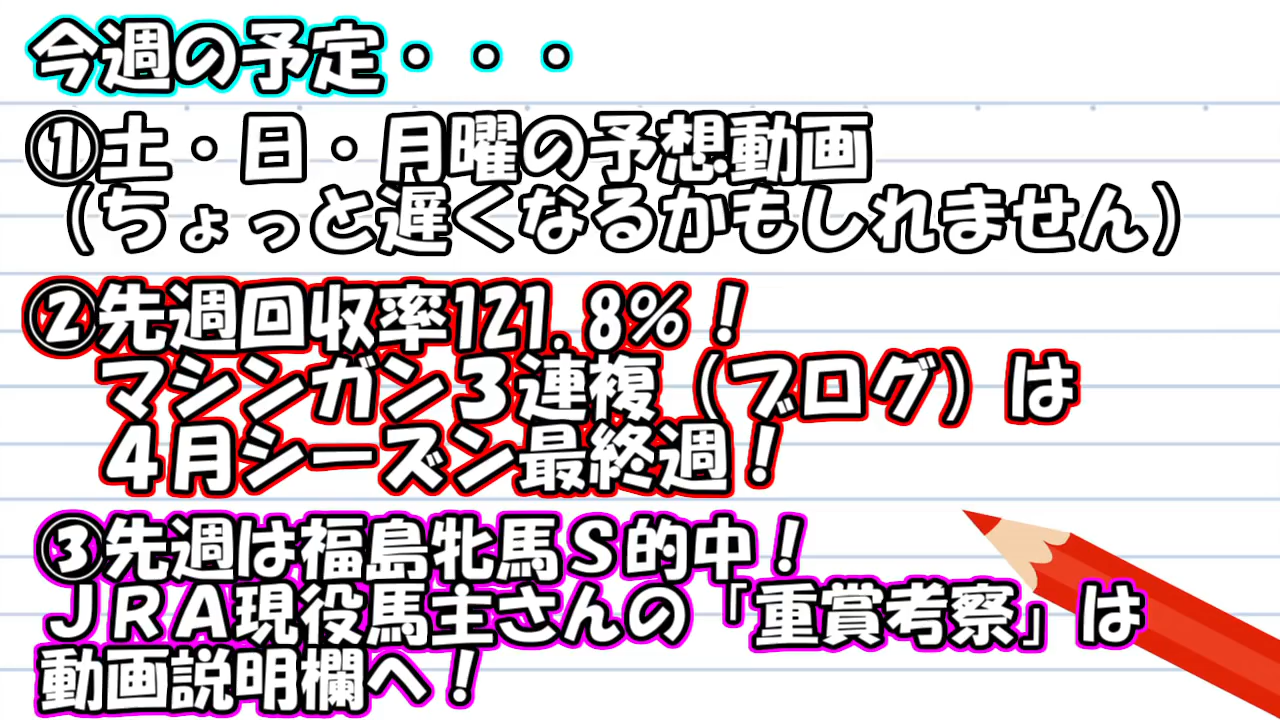 今週の予定・・・
①土・日・月曜の予想動画
（ちょっと遅くなるかもしれません）
②先週回収率121.8％！
マシンガン３連複（ブログ）は
４月シーズン最終週！
③先週は福島牝馬Ｓ的中！
ＪＲＡ現役馬主さんの「重賞考察」は
動画説明欄へ！